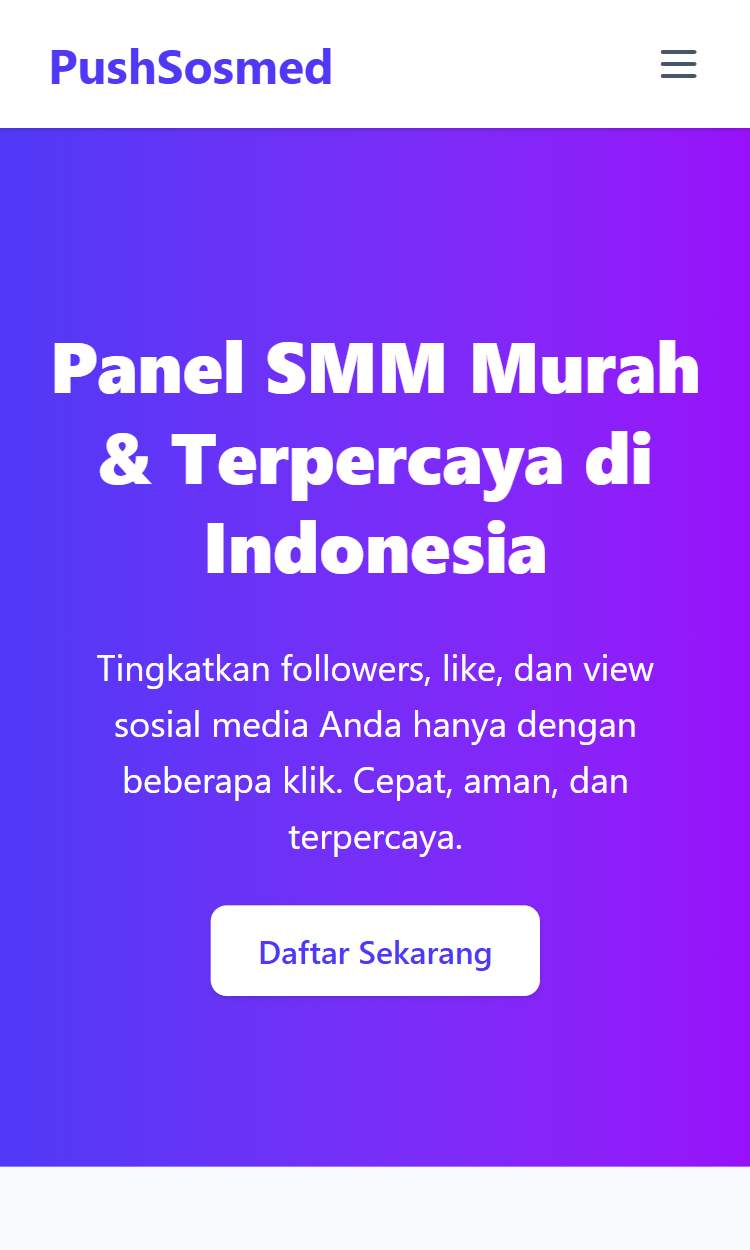 PushSosmed
Panel SMM Murah
& Terpercaya di
Indonesia
Tingkatkan followers, like, dan view
sosial media Anda hanya dengan
beberapa klik. Cepat, aman, dan
terpercaya.
Daftar Sekarang